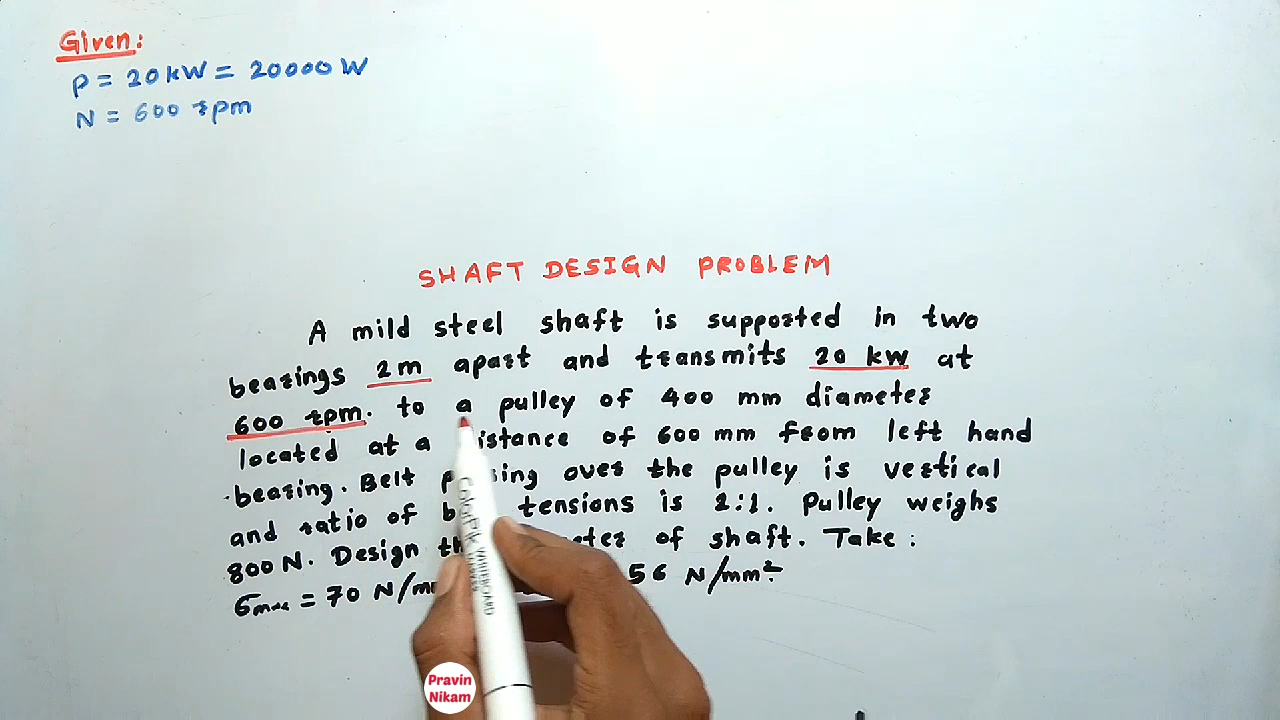 Given:
P = 20 kW = 20000 W
N = 600 rpm
SHAFT DESIGN PROBLEM
A mild steel shaft is supported in two
bearings 2m apart and transmits 20 kw at
600 rpm. to a pulley of 400 mm diameter
located at a distance of 600 mm from left hand
bearing. Belt over the pulley is vertical
and ratio of tensions is 2:1. Pulley weighs
800 N. Design of shaft. Take :
σmax = 70 N/ 56 N/mm².
Pravin
Nikam